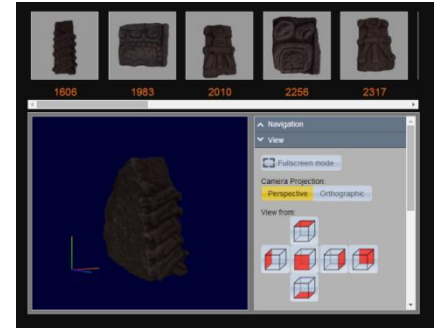 1606 1983 2010 2256 2317
Navigation
View
Fullscreen mode
Camera Projection:
Perspective Orthographic
View from: